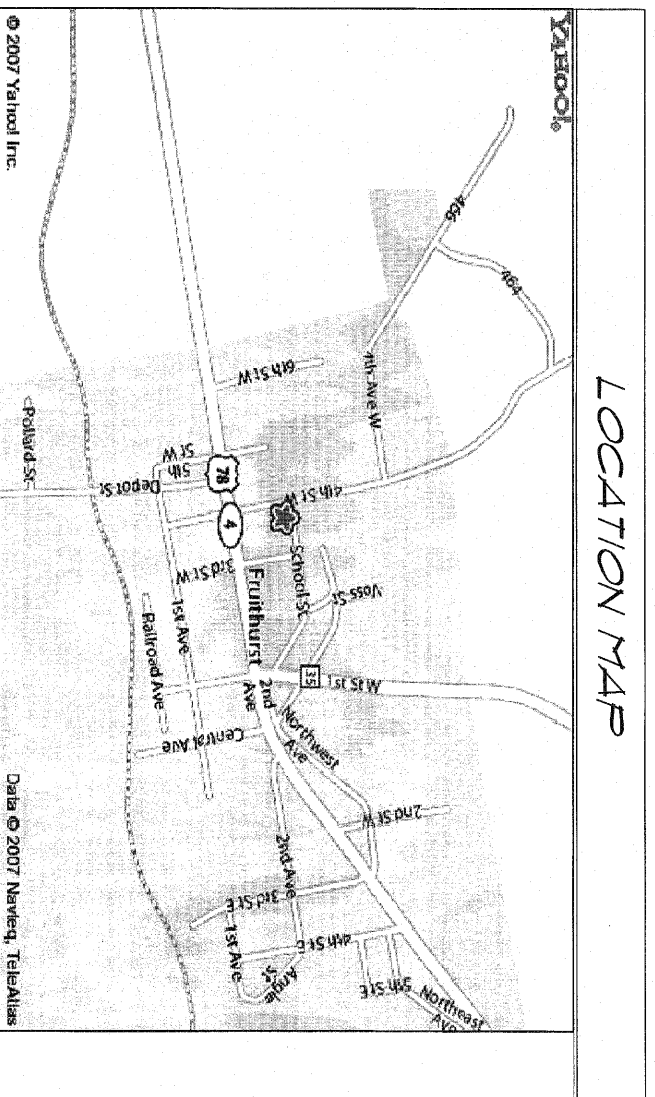 LOCATION MAP
YAHOO!®
466
464
4th Ave W
6th St W
5th
St W
78
Depot St
<Pollard St
4th St W
4
School St
3rd St W
1st Ave
Voss St
Fruithurst
Railroad Ave
35
1st St W
2nd
Ave
Northwest
Ave
Central Ave
2nd St W
2nd Ave
3rd St E
1st Ave
4th St E
Angle
St
5th St E
Northeast
Ave
© 2007 Yahoo! Inc.
Data © 2007 Navteq, TeleAtlas